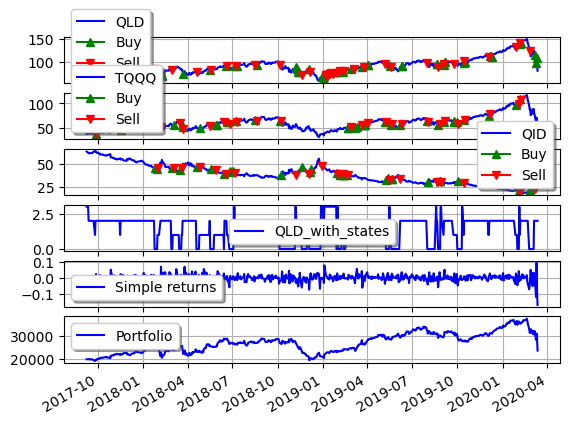 QLD
Buy
Sell
150
100
TQQQ
Buy
Sell
100
50
QID
Buy
Sell
50
25
2.5
0.0
QLD_with_states
0.1
0.0
−0.1
Simple returns
30000
20000
Portfolio
2017-10
2018-01
2018-04
2018-07
2018-10
2019-01
2019-04
2019-07
2019-10
2020-01
2020-04